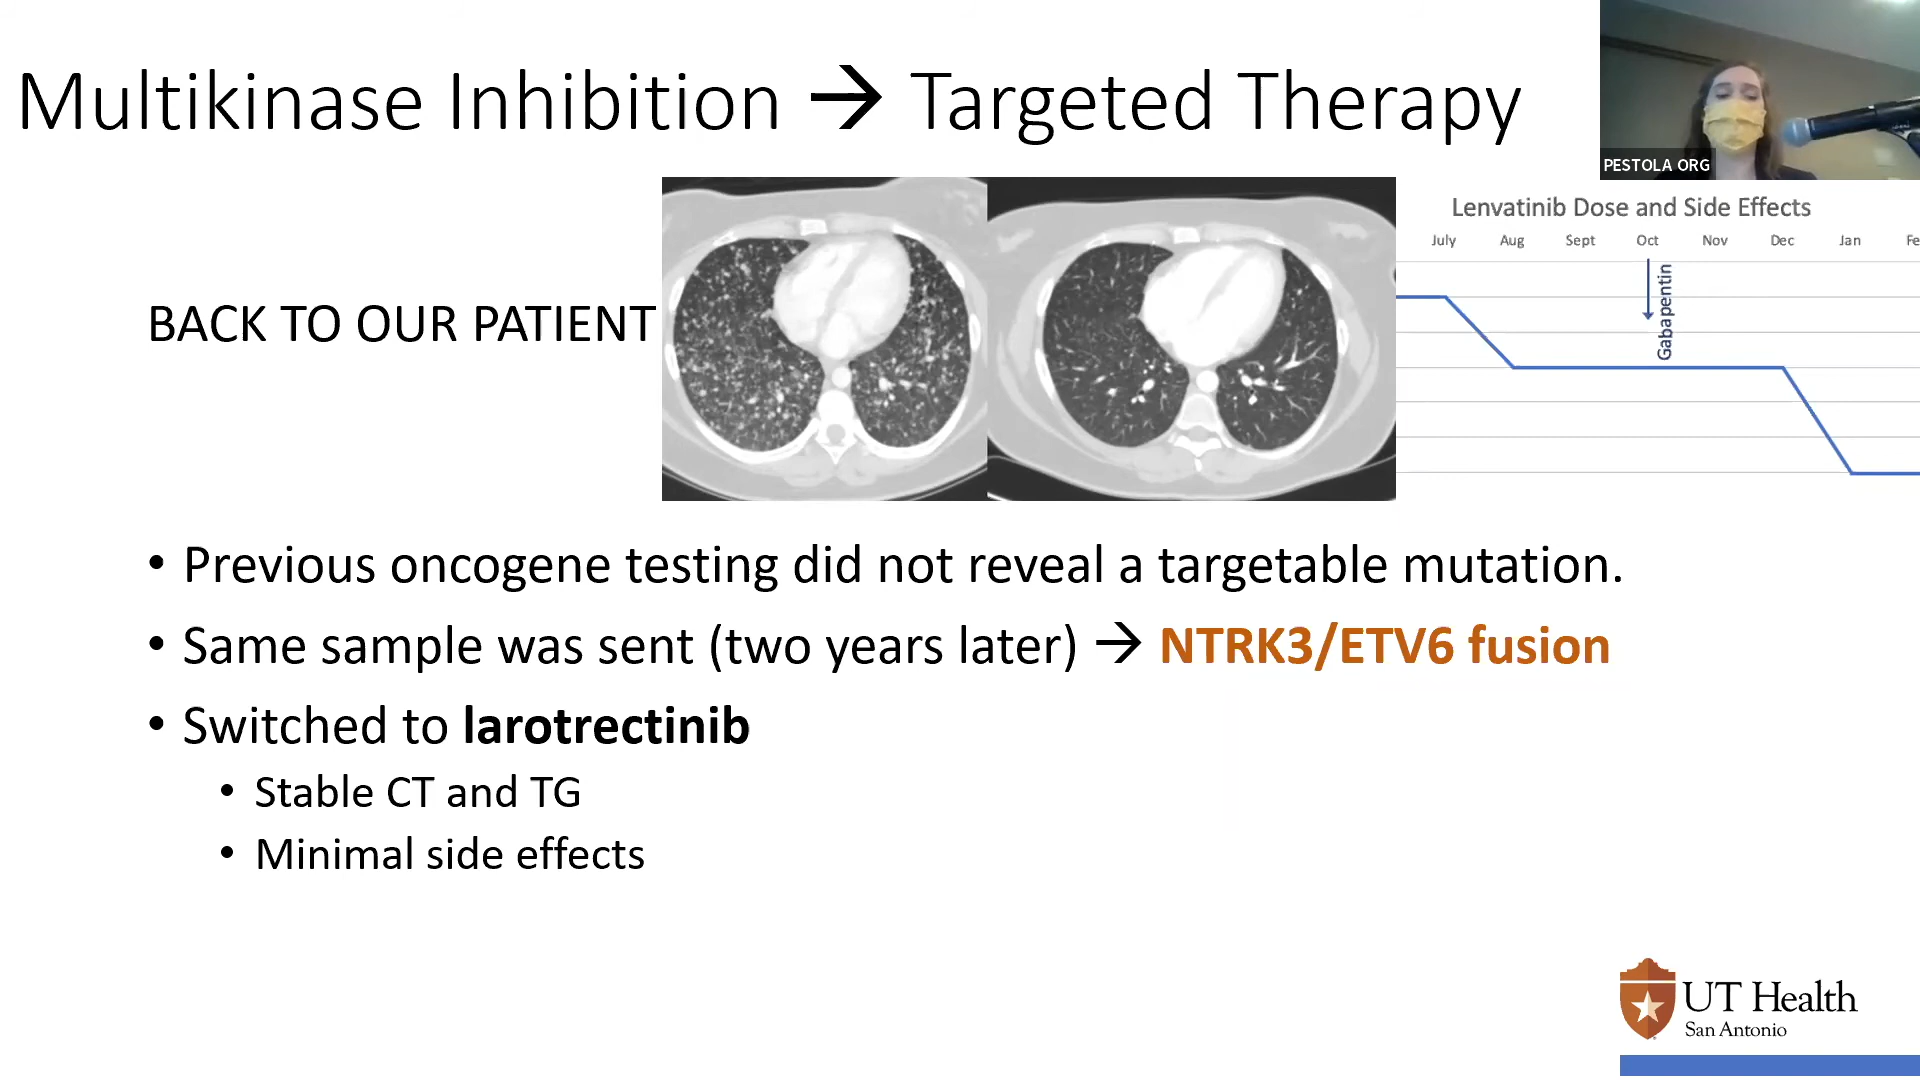 Multikinase Inhibition → Targeted Therapy
PESTOLA ORG
Lenvatinib Dose and Side Effects
July Aug Sept Oct Nov Dec Jan Fe
Gabapentin
BACK TO OUR PATIENT
• Previous oncogene testing did not reveal a targetable mutation.
• Same sample was sent (two years later) → NTRK3/ETV6 fusion
• Switched to larotrectinib
• Stable CT and TG
• Minimal side effects
UT Health
San Antonio